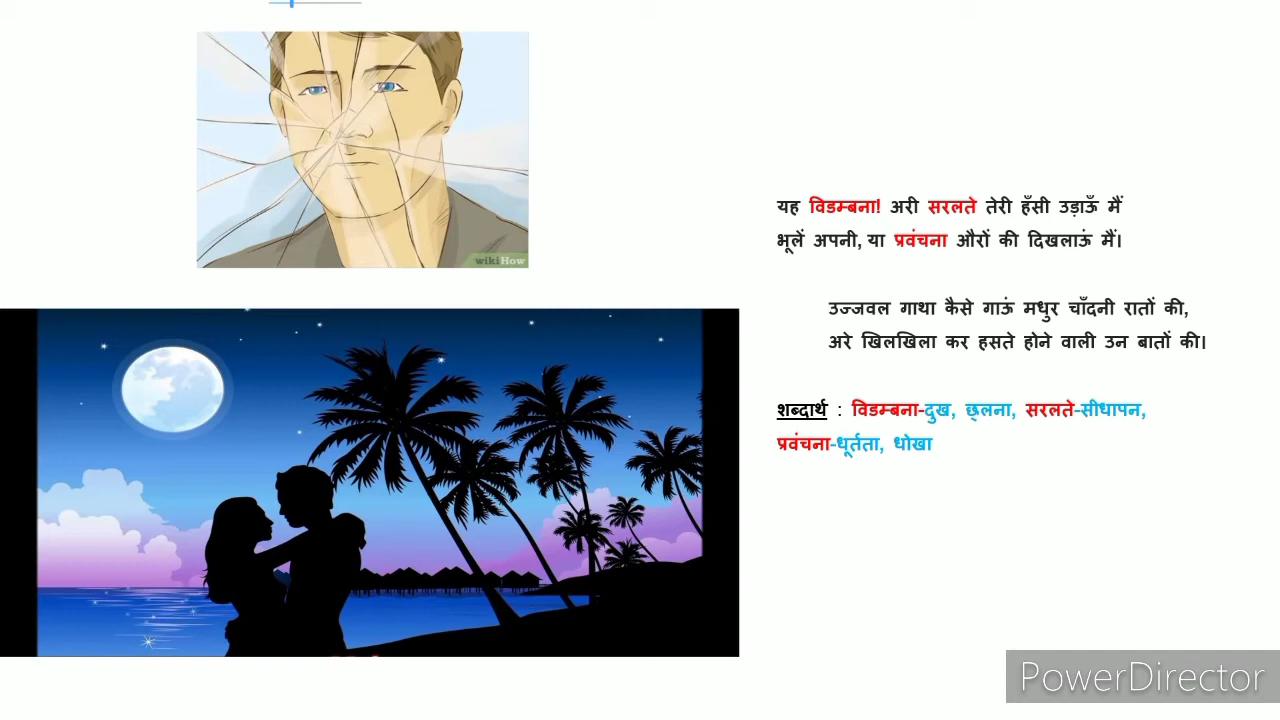 wikiHow
यह विडम्बना! अरी सरलते तेरी हँसी उड़ाऊँ मैं
भूलें अपनी, या प्रवंचना औरों की दिखलाऊं मैं।
उज्जवल गाथा कैसे गाऊं मधुर चाँदनी रातों की,
अरे खिलखिला कर हसते होने वाली उन बातों की।
शब्दार्थ : विडम्बना-दुख, छ्लना, सरलते-सीधापन,
प्रवंचना-धूर्तता, धोखा
PowerDirector